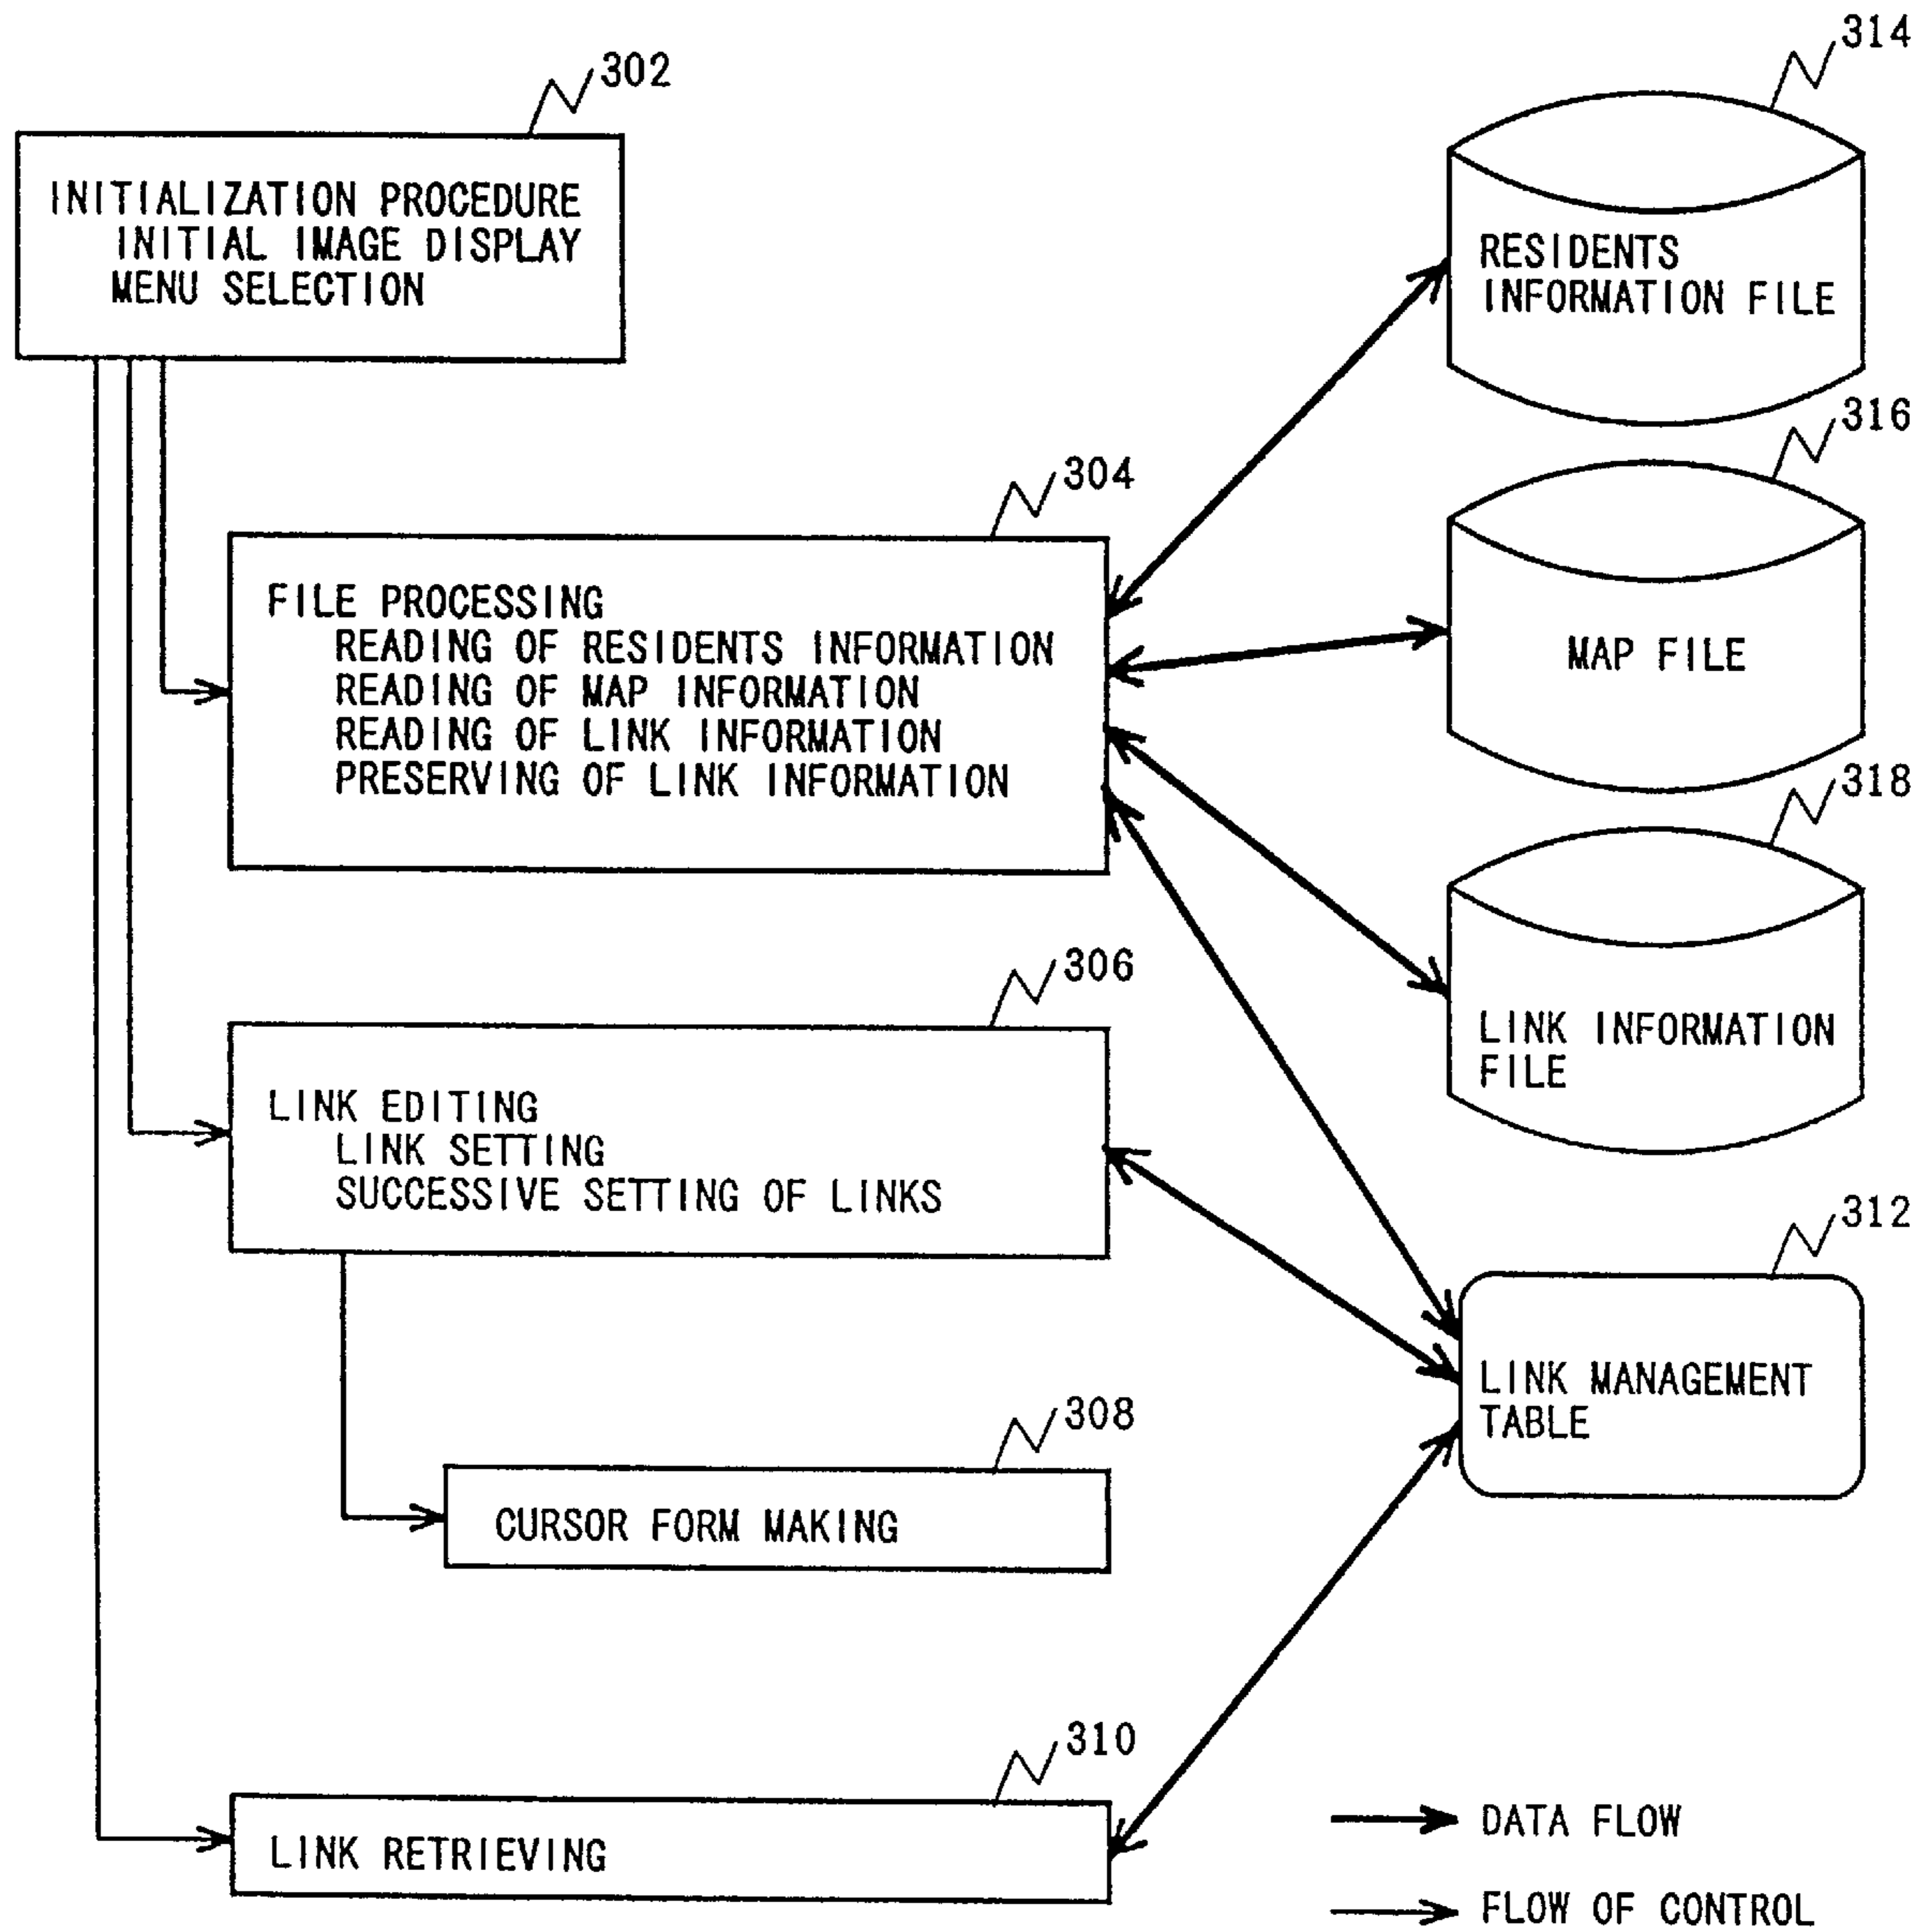 302
INITIALIZATION PROCEDURE
INITIAL IMAGE DISPLAY
MENU SELECTION
314
RESIDENTS
INFORMATION FILE
304
FILE PROCESSING
READING OF RESIDENTS INFORMATION
READING OF MAP INFORMATION
READING OF LINK INFORMATION
PRESERVING OF LINK INFORMATION
316
MAP FILE
318
LINK INFORMATION
FILE
306
LINK EDITING
LINK SETTING
SUCCESSIVE SETTING OF LINKS
312
LINK MANAGEMENT
TABLE
308
CURSOR FORM MAKING
310
LINK RETRIEVING
DATA FLOW
FLOW OF CONTROL